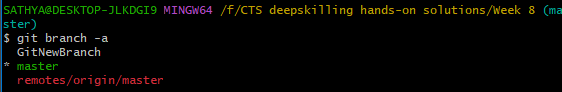 SATHYA@DESKTOP-JLKDGI9 MINGW64 /f/CTS deepskilling hands-on solutions/Week 8 (ma
ster)
$ git branch -a
  GitNewBranch
* master
  remotes/origin/master